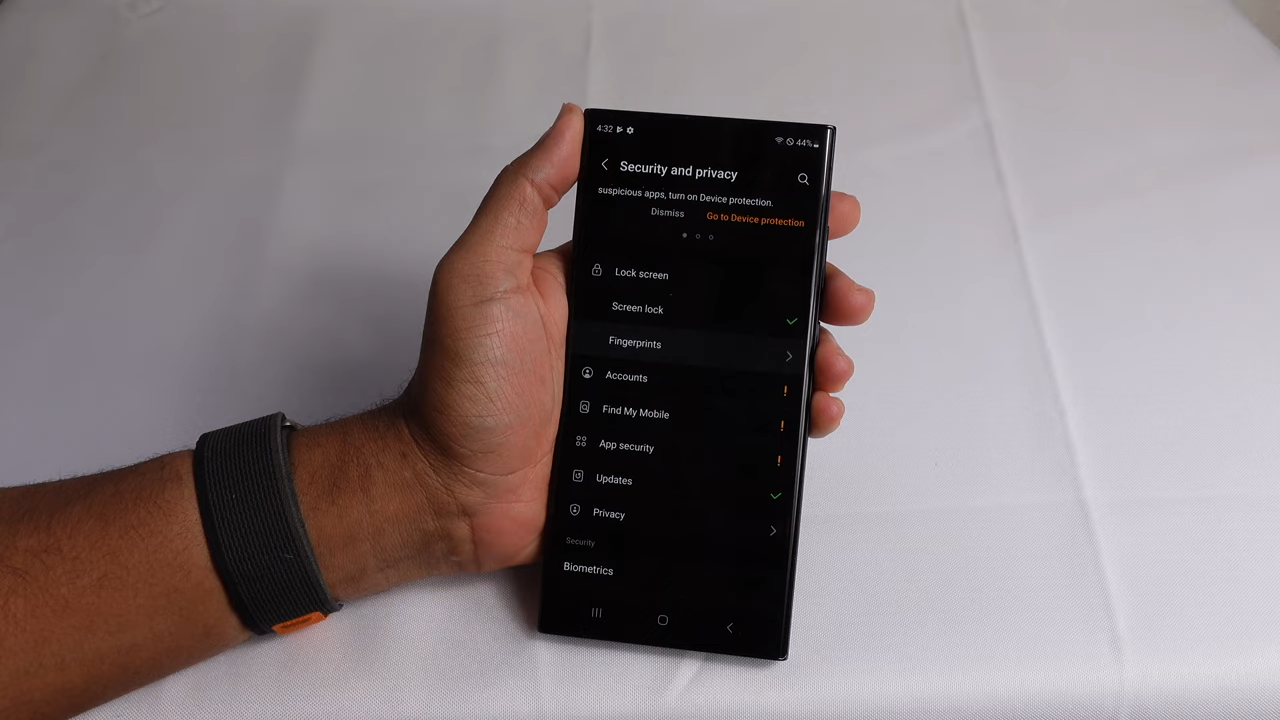 4:32
44%
Security and privacy
suspicious apps, turn on Device protection.
Dismiss Go to Device protection
Lock screen
Screen lock
Fingerprints
Accounts
Find My Mobile
App security
Updates
Privacy
Security
Biometrics